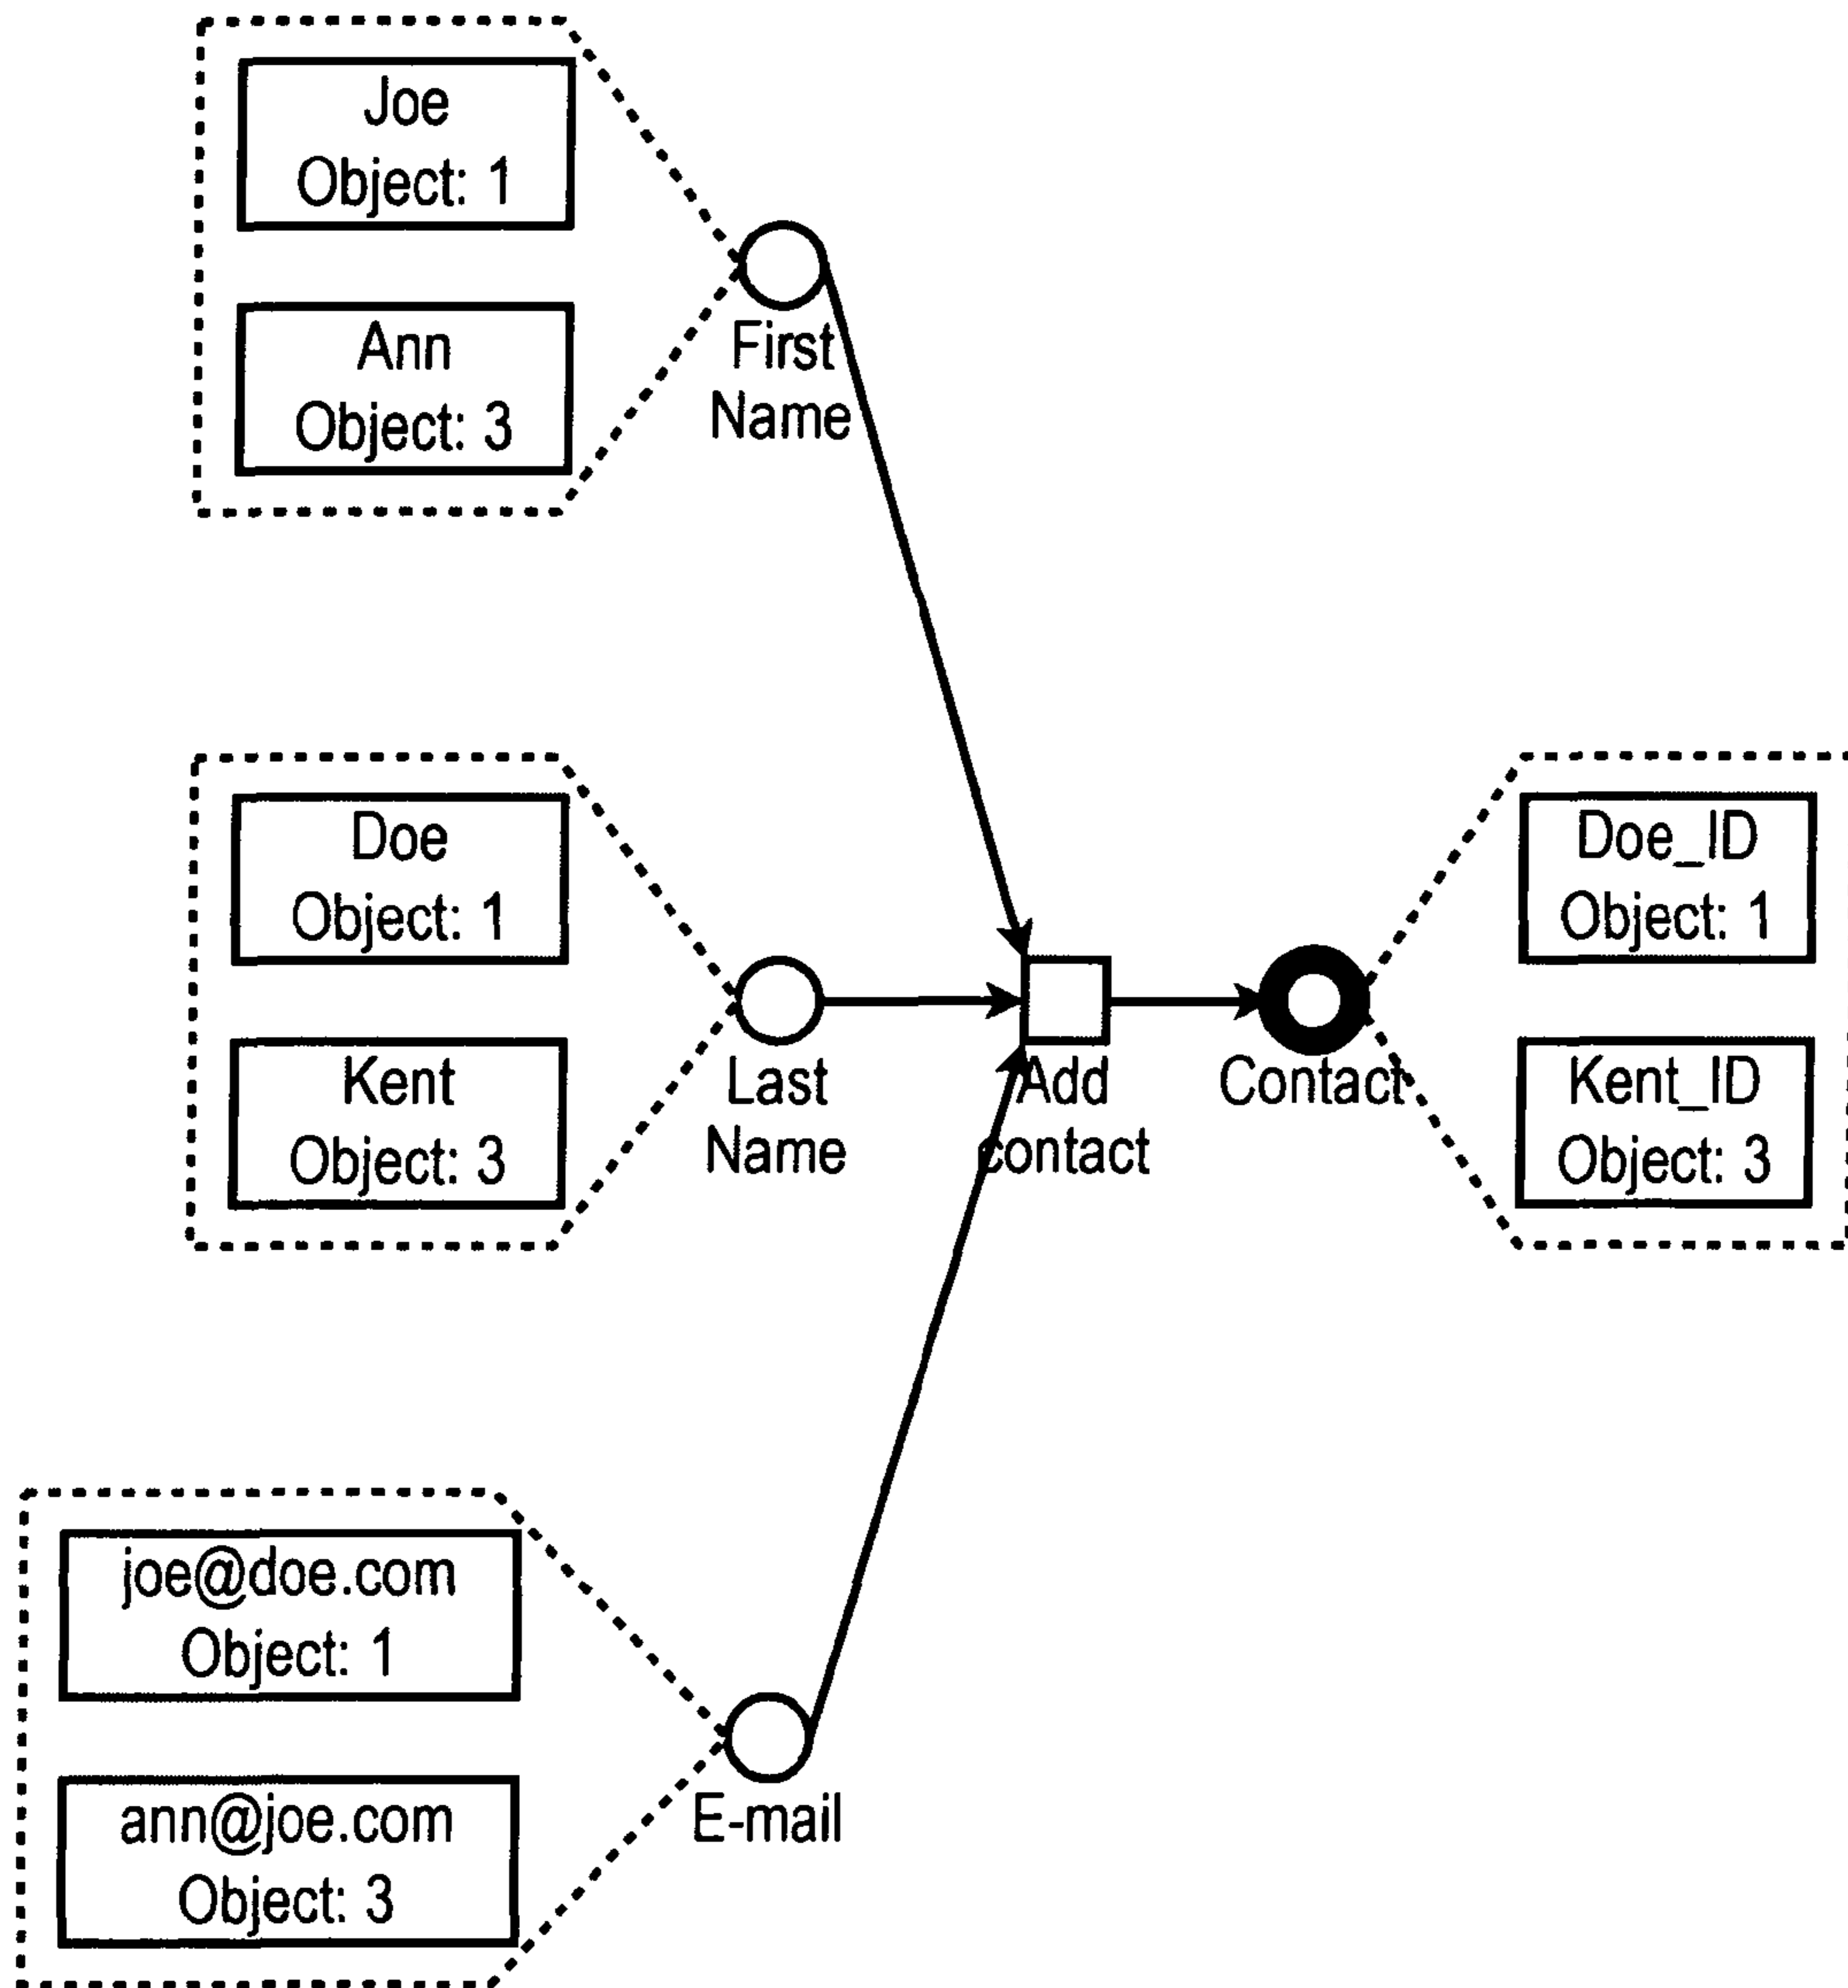 Joe
Object: 1
Ann
Object: 3
First
Name
Doe
Object: 1
Kent
Object: 3
Last
Name
Add
contact
Contact
Doe_ID
Object: 1
Kent_ID
Object: 3
joe@doe.com
Object: 1
ann@joe.com
Object: 3
E-mail